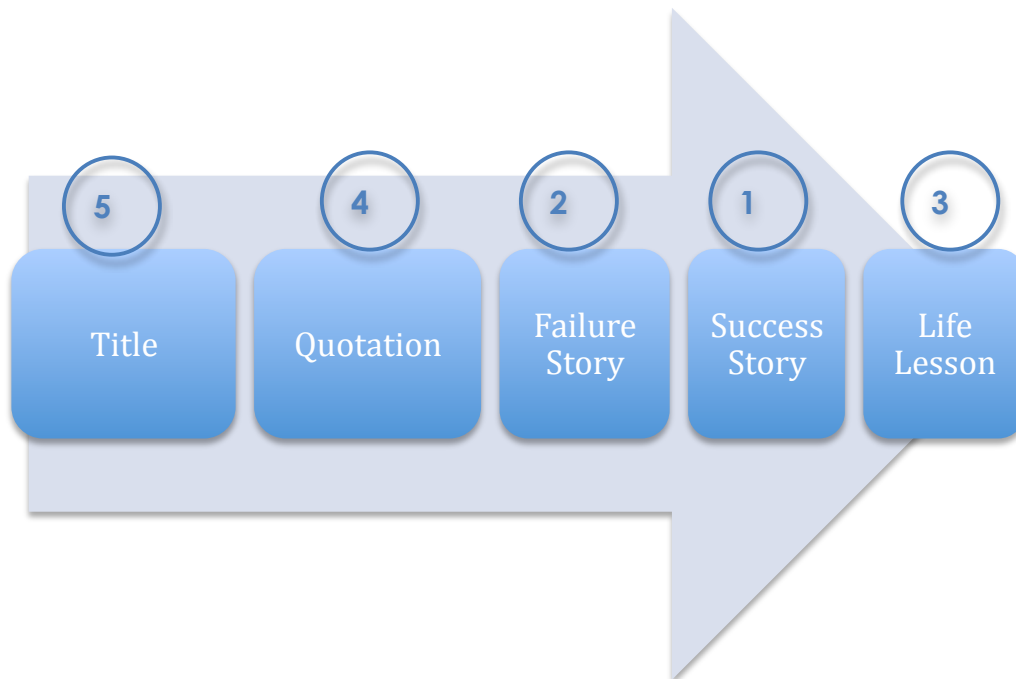 5
4
2
1
3
Title
Quotation
Failure
Story
Success
Story
Life
Lesson